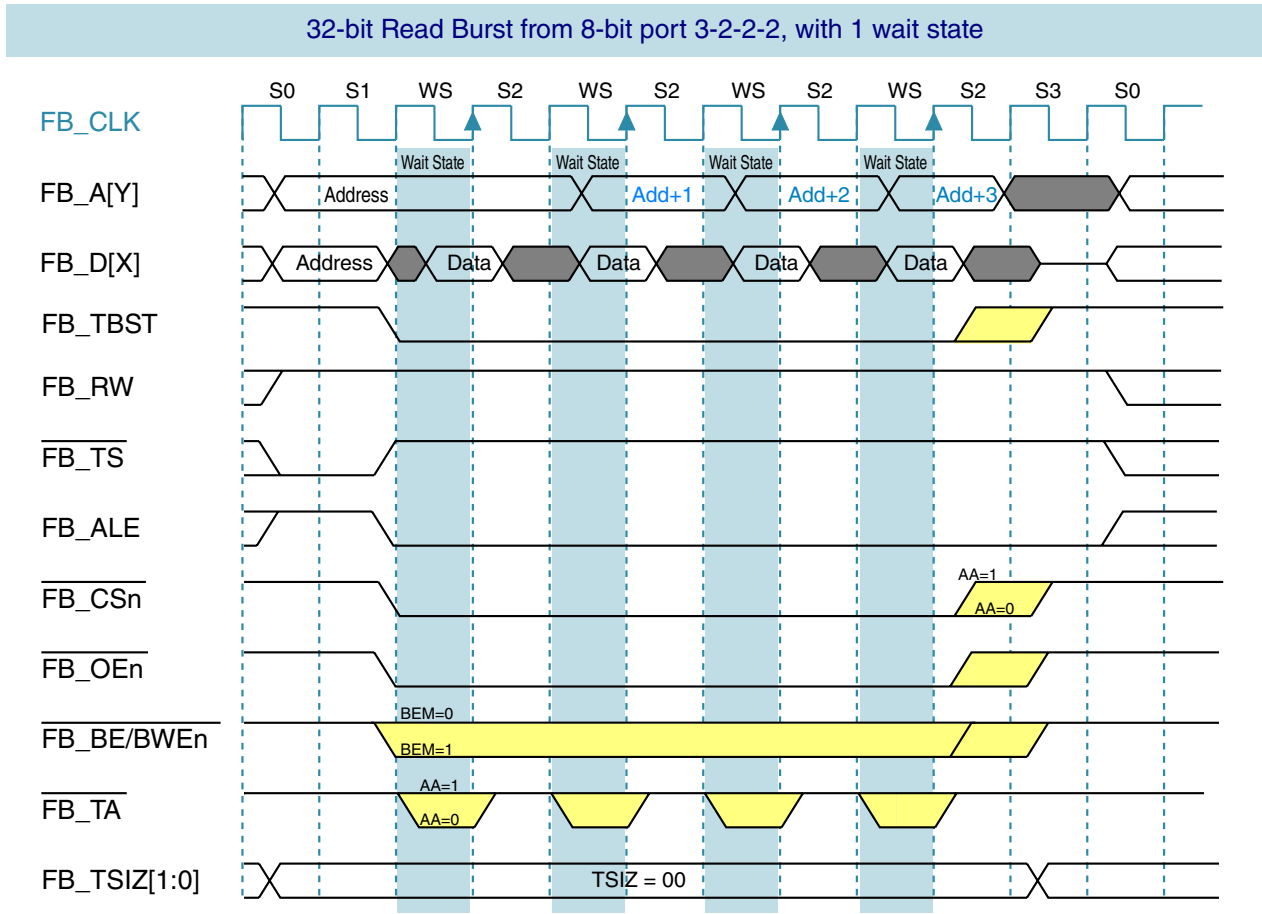 32-bit Read Burst from 8-bit port 3-2-2-2, with 1 wait state
S0 S1 WS S2 WS S2 WS S2 WS S2 S3 S0
FB_CLK
Wait State Wait State Wait State Wait State
FB_A[Y] Address Add+1 Add+2 Add+3
FB_D[X] Address Data Data Data Data
FB_TBST
FB_RW
FB_TS
FB_ALE
AA=1
FB_CSn AA=0
FB_OEn
BEM=0
FB_BE/BWEn
BEM=1
AA=1
FB_TA
AA=0
FB_TSIZ[1:0] TSIZ = 00